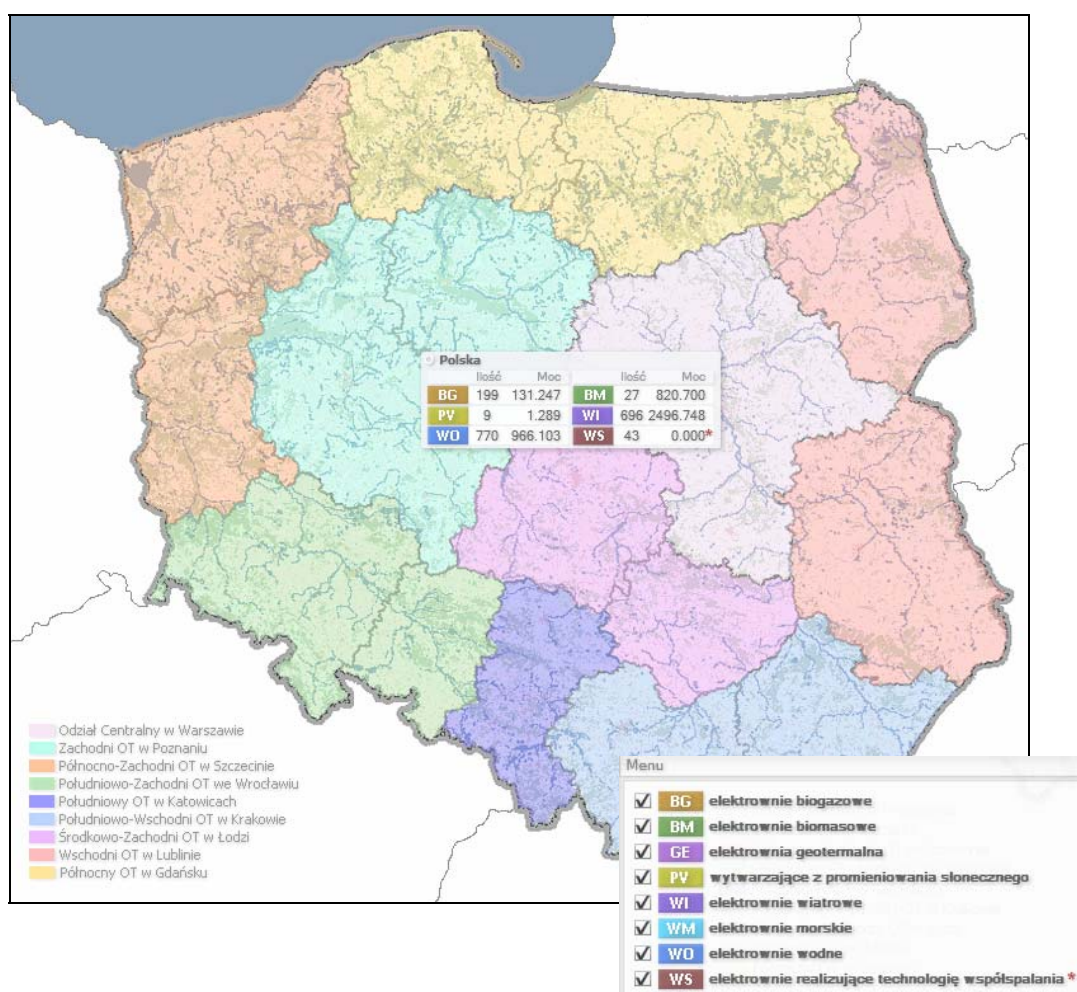 Polska
Ilość Moc Ilość Moc
BG 199 131.247 BM 27 820.700
PV 9 1.289 WI 696 2496.748
WO 770 966.103 WS 43 0.000*
Odział Centralny w Warszawie
Zachodni OT w Poznaniu
Północno-Zachodni OT w Szczecinie
Południowo-Zachodni OT we Wrocławiu
Południowy OT w Katowicach
Południowo-Wschodni OT w Krakowie
Środkowo-Zachodni OT w Łodzi
Wschodni OT w Lublinie
Północny OT w Gdańsku
Menu
BG elektrownie biogazowe
BM elektrownie biomasowe
GE elektrownia geotermalna
PV wytwarzające z promieniowania słonecznego
WI elektrownie wiatrowe
WM elektrownie morskie
WO elektrownie wodne
WS elektrownie realizujące technologię współspalania *